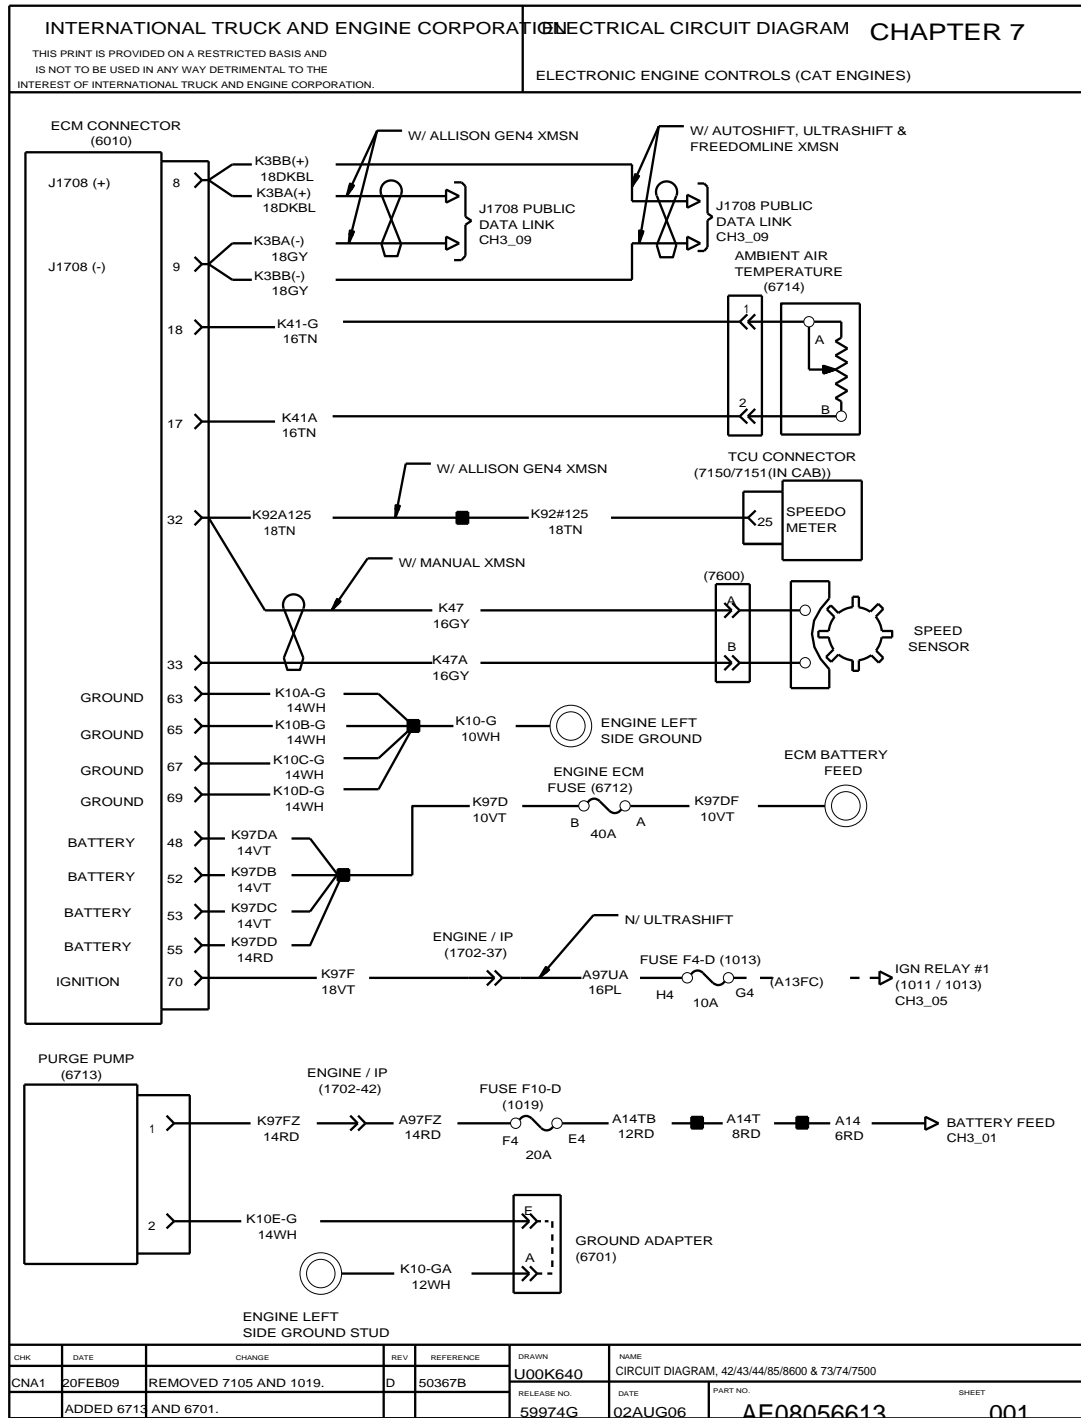 INTERNATIONAL TRUCK AND ENGINE CORPORATION
ELECTRICAL CIRCUIT DIAGRAM
CHAPTER 7
THIS PRINT IS PROVIDED ON A RESTRICTED BASIS AND
IS NOT TO BE USED IN ANY WAY DETRIMENTAL TO THE
INTEREST OF INTERNATIONAL TRUCK AND ENGINE CORPORATION.
ELECTRONIC ENGINE CONTROLS (CAT ENGINES)
ECM CONNECTOR
(6010)
W/ ALLISON GEN4 XMSN
W/ AUTOSHIFT, ULTRASHIFT &
FREEDOMLINE XMSN
J1708 (+)
8
K3BB(+)
18DKBL
K3BA(+)
18DKBL
J1708 PUBLIC
DATA LINK
CH3_09
J1708 PUBLIC
DATA LINK
CH3_09
J1708 (-)
9
K3BA(-)
18GY
K3BB(-)
18GY
AMBIENT AIR
TEMPERATURE
(6714)
18
K41-G
16TN
1
A
17
K41A
16TN
2
B
W/ ALLISON GEN4 XMSN
TCU CONNECTOR
(7150/7151(IN CAB))
32
K92A125
18TN
K92#125
18TN
25
SPEEDO
METER
W/ MANUAL XMSN
(7600)
K47
16GY
A
SPEED
SENSOR
33
K47A
16GY
B
GROUND
63
K10A-G
14WH
GROUND
65
K10B-G
14WH
K10-G
10WH
ENGINE LEFT
SIDE GROUND
GROUND
67
K10C-G
14WH
GROUND
69
K10D-G
14WH
ENGINE ECM
FUSE (6712)
ECM BATTERY
FEED
K97D
10VT
B
40A
A
K97DF
10VT
BATTERY
48
K97DA
14VT
BATTERY
52
K97DB
14VT
BATTERY
53
K97DC
14VT
BATTERY
55
K97DD
14RD
ENGINE / IP
(1702-37)
N/ ULTRASHIFT
IGNITION
70
K97F
18VT
A97UA
16PL
FUSE F4-D (1013)
H4
10A
G4
(A13FC)
IGN RELAY #1
(1011 / 1013)
CH3_05
PURGE PUMP
(6713)
ENGINE / IP
(1702-42)
FUSE F10-D
(1019)
1
K97FZ
14RD
A97FZ
14RD
F4
20A
E4
A14TB
12RD
A14T
8RD
A14
6RD
BATTERY FEED
CH3_01
2
K10E-G
14WH
E
GROUND ADAPTER
(6701)
K10-GA
12WH
A
ENGINE LEFT
SIDE GROUND STUD
CHK DATE CHANGE REV REFERENCE DRAWN NAME
CNA1 20FEB09 REMOVED 7105 AND 1019. D 50367B U00K640 CIRCUIT DIAGRAM, 42/43/44/85/8600 & 73/74/7500
RELEASE NO. DATE PART NO. SHEET
ADDED 6713 AND 6701. 59974G 02AUG06 AE08056613 001